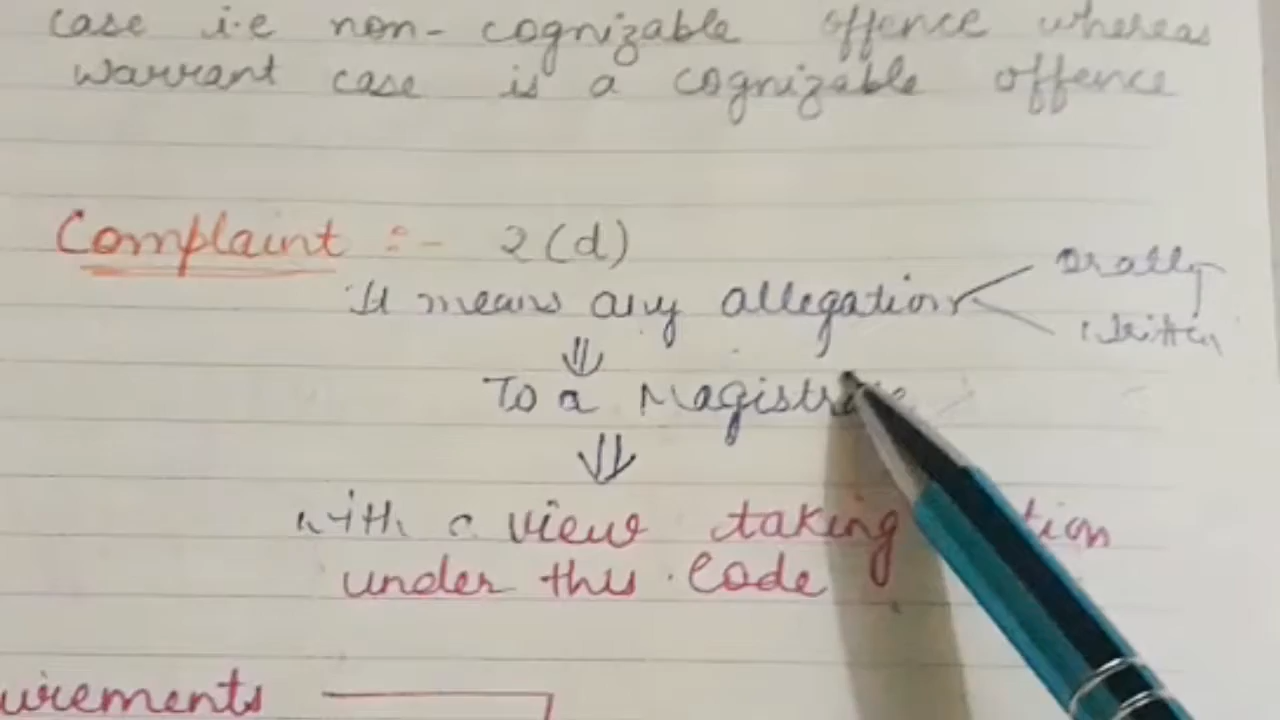 case i.e non-cognizable offence whereas
warrant case is a cognizable offence
Complaint :- 2(d)
It means any allegation
orally
written
⇓
To a
⇓
with a view taking
under this Code